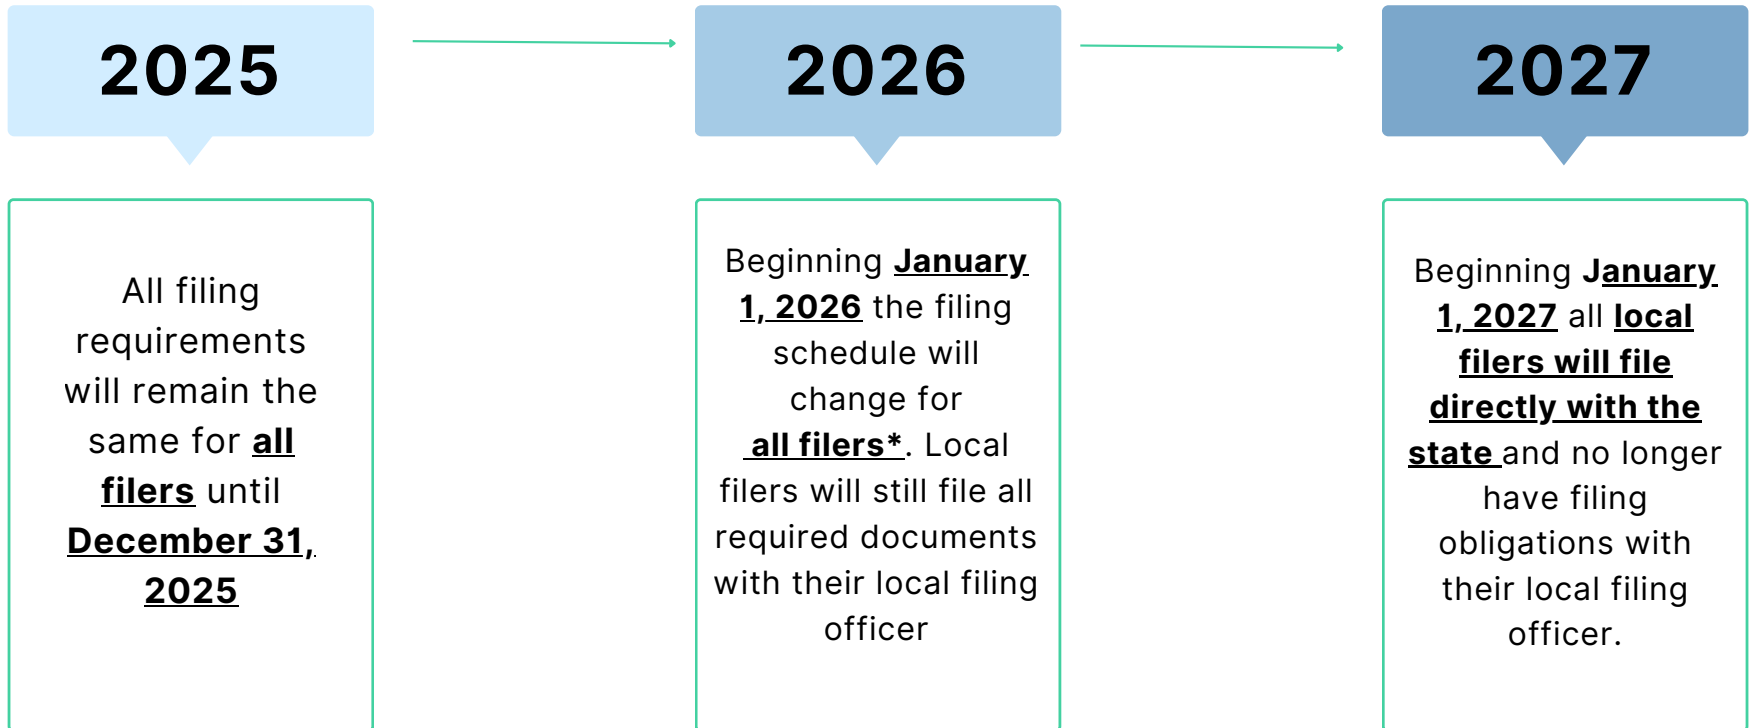 2025
All filing
requirements
will remain the
same for all
filers until
December 31,
2025
2026
Beginning January
1, 2026 the filing
schedule will
change for
all filers*. Local
filers will still file all
required documents
with their local filing
officer
2027
Beginning January
1, 2027 all local
filers will file
directly with the
state and no longer
have filing
obligations with
their local filing
officer.